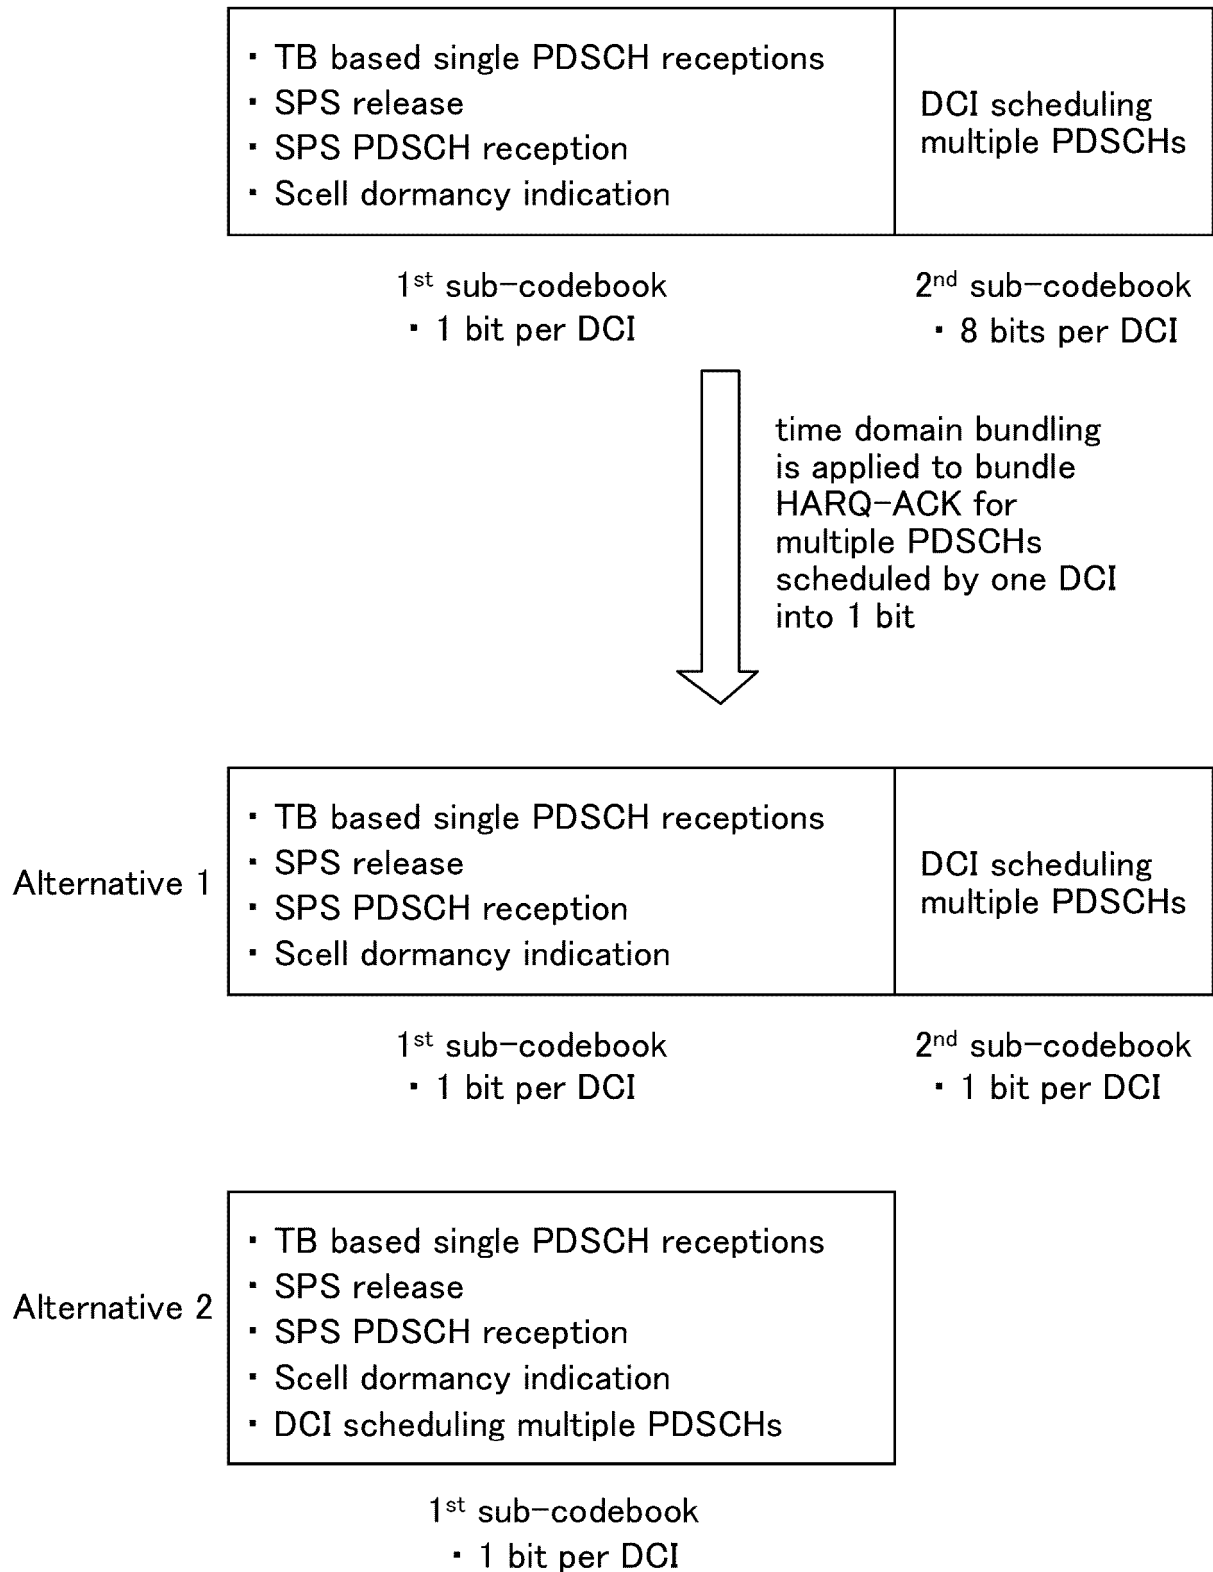 ・ TB based single PDSCH receptions
・ SPS release
・ SPS PDSCH reception
・ Scell dormancy indication
DCI scheduling
multiple PDSCHs
1st sub-codebook
・ 1 bit per DCI
2nd sub-codebook
・ 8 bits per DCI
time domain bundling
is applied to bundle
HARQ-ACK for
multiple PDSCHs
scheduled by one DCI
into 1 bit
Alternative 1
・ TB based single PDSCH receptions
・ SPS release
・ SPS PDSCH reception
・ Scell dormancy indication
DCI scheduling
multiple PDSCHs
1st sub-codebook
・ 1 bit per DCI
2nd sub-codebook
・ 1 bit per DCI
Alternative 2
・ TB based single PDSCH receptions
・ SPS release
・ SPS PDSCH reception
・ Scell dormancy indication
・ DCI scheduling multiple PDSCHs
1st sub-codebook
・ 1 bit per DCI